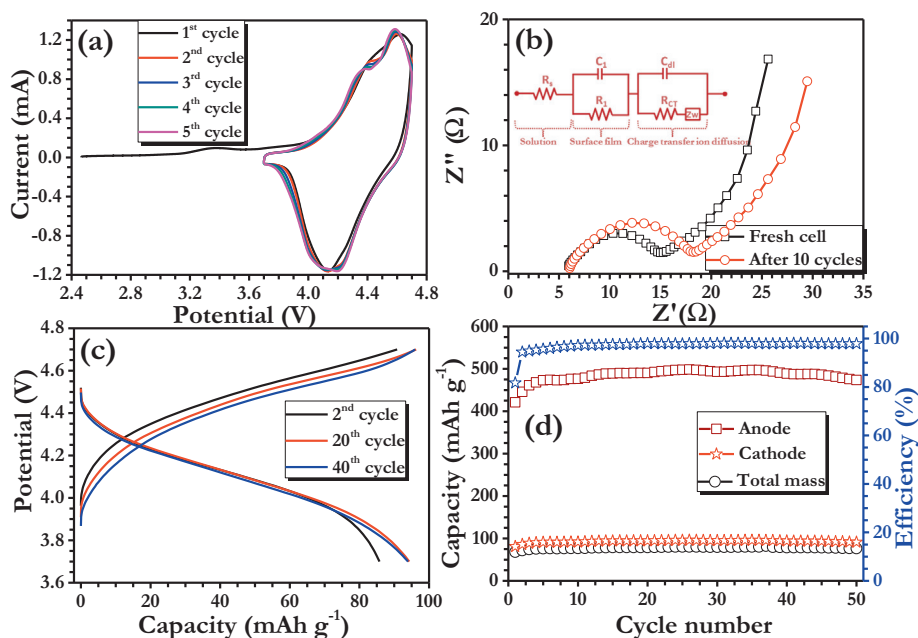 (a)
1st cycle
2nd cycle
3rd cycle
4th cycle
5th cycle
Current (mA)
1.2
0.8
0.4
0.0
-0.4
-0.8
-1.2
2.4 2.8 3.2 3.6 4.0 4.4 4.8
Potential (V)
(b)
Z'' (Ω)
20
10
0
Rs
C1
R1
Cdl
RCT
Zw
Solution Surface film Charge transfer ion diffusion
Fresh cell
After 10 cycles
0 5 10 15 20 25 30 35
Z'(Ω)
(c)
Potential (V)
4.8
4.4
4.0
3.6
2nd cycle
20th cycle
40th cycle
0 20 40 60 80 100
Capacity (mAh g-1)
(d)
Capacity (mAh g-1)
600
500
400
300
200
100
0
Anode
Cathode
Total mass
100
80
60
40
20
0
Efficiency (%)
0 10 20 30 40 50
Cycle number